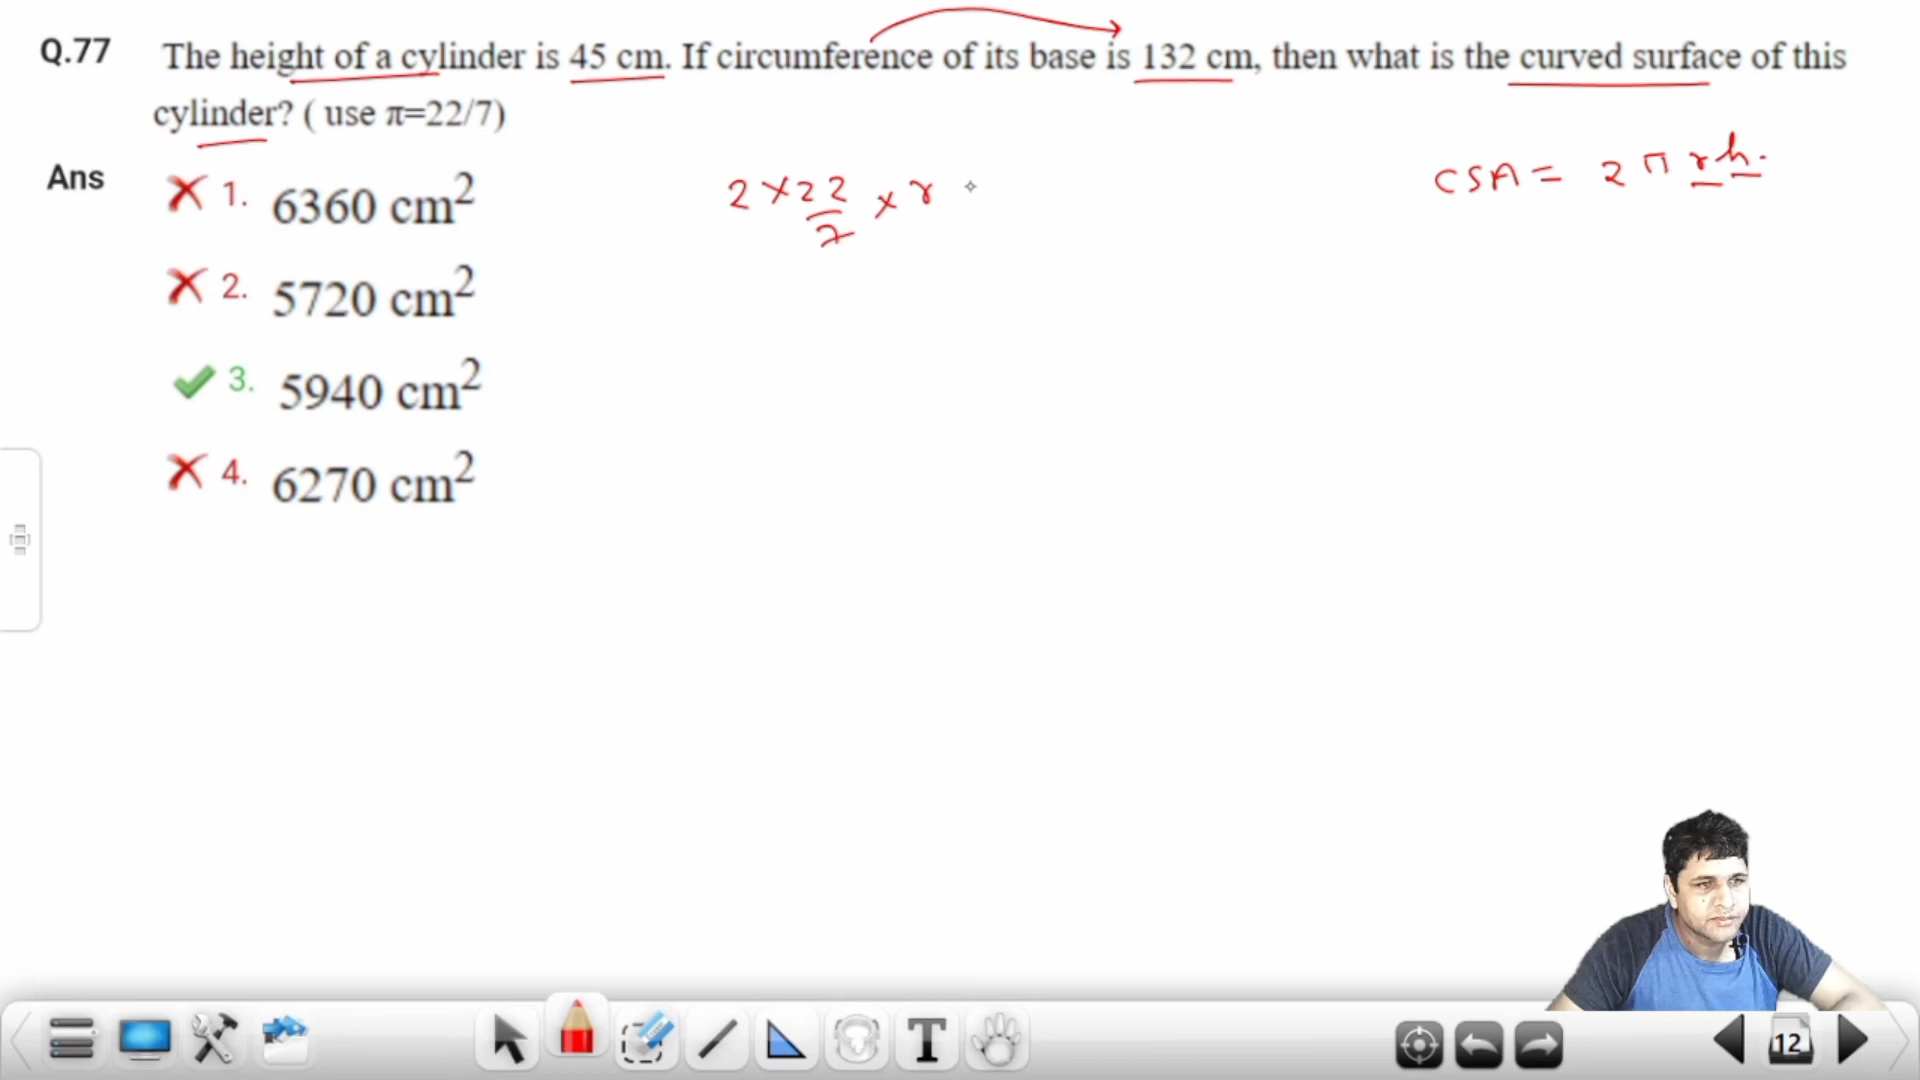 Q.77 The height of a cylinder is 45 cm. If circumference of its base is 132 cm, then what is the curved surface of this
cylinder? ( use π=22/7)
CSA = 2 π r h.
Ans
1. 6360 cm²
2 × 22/7 × r
2. 5720 cm²
3. 5940 cm²
4. 6270 cm²
T
12